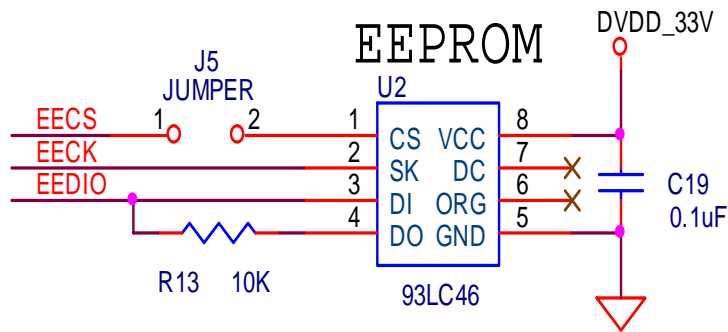 DVDD_33V
EEPROM
J5
JUMPER
U2
EECS 1 2 1 CS VCC 8
EECK 2 SK DC 7
EEDIO 3 DI ORG 6
4 DO GND 5
C19
0.1uF
R13 10K
93LC46